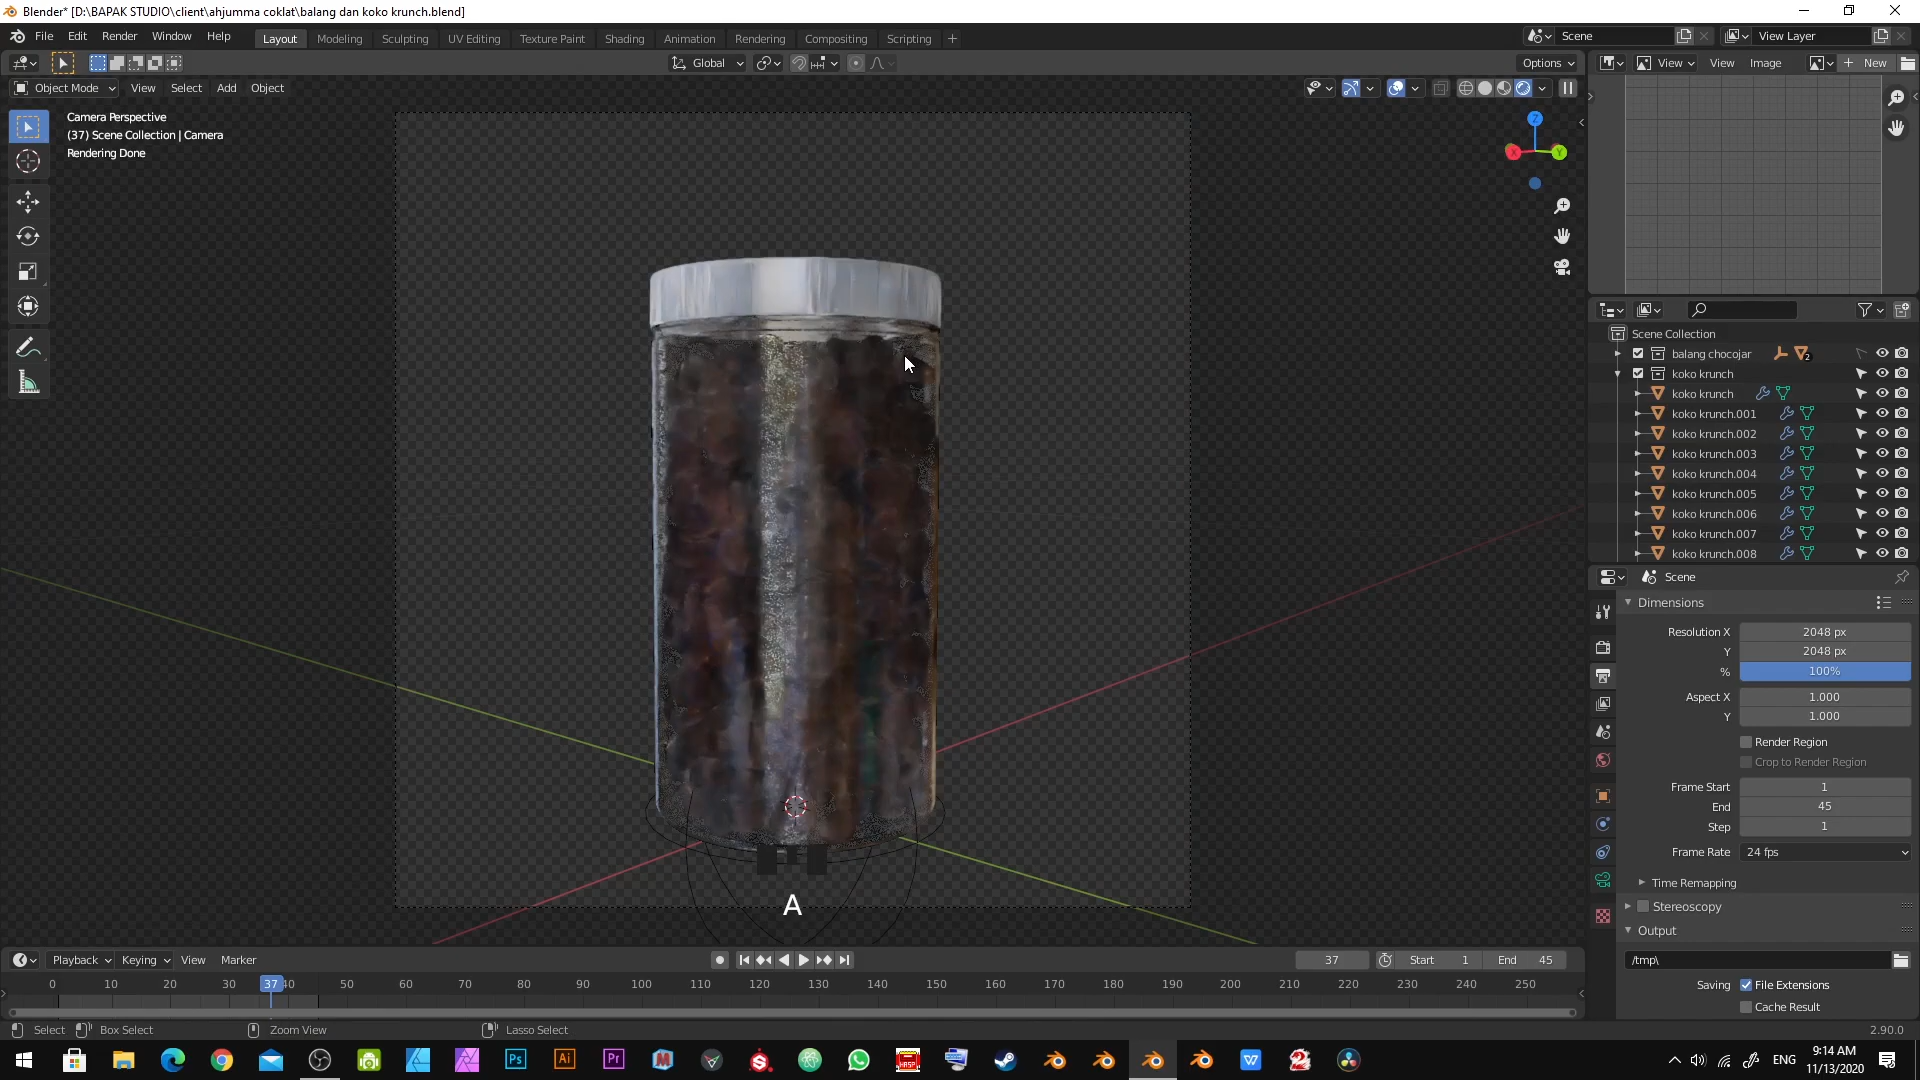 Blender* [D:\BAPAK STUDIO\client\ahjumma coklat\balang dan koko krunch.blend]
File Edit Render Window Help Layout Modeling Sculpting UV Editing Texture Paint Shading Animation Rendering Compositing Scripting + Scene View Layer
Global Options View View Image New
Object Mode View Select Add Object
Camera Perspective
(37) Scene Collection | Camera
Rendering Done
Z
X Y
Scene Collection
balang chocojar 2
koko krunch
koko krunch
koko krunch.001
koko krunch.002
koko krunch.003
koko krunch.004
koko krunch.005
koko krunch.006
koko krunch.007
koko krunch.008
Scene
Dimensions
Resolution X 2048 px
Y 2048 px
% 100%
Aspect X 1.000
Y 1.000
Render Region
Crop to Render Region
Frame Start 1
End 45
Step 1
Frame Rate 24 fps
Time Remapping
Stereoscopy
Output
/tmp\
Saving File Extensions
Cache Result
A
Playback Keying View Marker 37 Start 1 End 45
0 10 20 30 37 40 50 60 70 80 90 100 110 120 130 140 150 160 170 180 190 200 210 220 230 240 250
Select Box Select Zoom View Lasso Select 2.90.0
Ps Ai Pr ENG 9:14 AM
11/13/2020